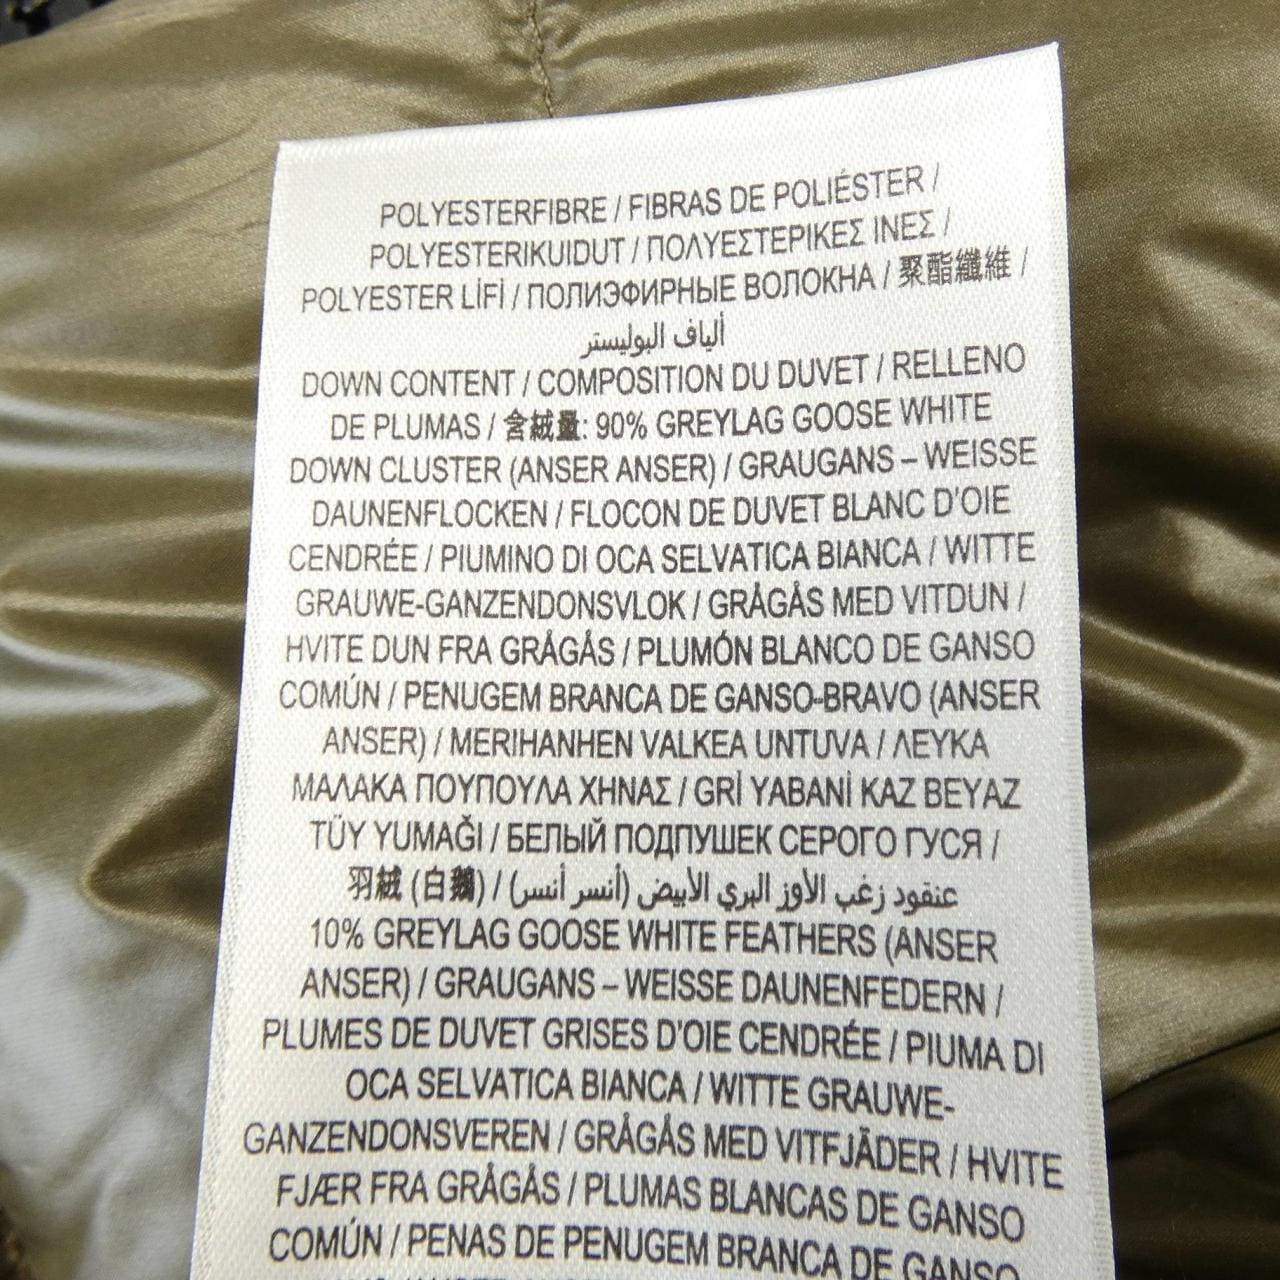 POLYESTERFIBRE / FIBRAS DE POLIÉSTER /
POLYESTERIKUIDUT / ΠΟΛΥΕΣΤΕΡΙΚΕΣ ΙΝΕΣ /
POLYESTER LİFİ / ПОЛИЭФИРНЫЕ ВОЛОКНА / 聚酯纖維 /
ألياف البوليستر
DOWN CONTENT / COMPOSITION DU DUVET / RELLENO
DE PLUMAS / 含絨量: 90% GREYLAG GOOSE WHITE
DOWN CLUSTER (ANSER ANSER) / GRAUGANS – WEISSE
DAUNENFLOCKEN / FLOCON DE DUVET BLANC D'OIE
CENDRÉE / PIUMINO DI OCA SELVATICA BIANCA / WITTE
GRAUWE-GANZENDONSVLOK / GRÅGÅS MED VITDUN /
HVITE DUN FRA GRÅGÅS / PLUMÓN BLANCO DE GANSO
COMÚN / PENUGEM BRANCA DE GANSO-BRAVO (ANSER
ANSER) / MERIHANHEN VALKEA UNTUVA / ΛΕΥΚΑ
ΜΑΛΑΚΑ ΠΟΥΠΟΥΛΑ ΧΗΝΑΣ / GRİ YABANİ KAZ BEYAZ
TÜY YUMAĞI / БЕЛЫЙ ПОДПУШЕК СЕРОГО ГУСЯ /
羽絨 (白鵝) / عنقود زغب الأوز البري الأبيض (أنسر أنسر)
10% GREYLAG GOOSE WHITE FEATHERS (ANSER
ANSER) / GRAUGANS – WEISSE DAUNENFEDERN /
PLUMES DE DUVET GRISES D'OIE CENDRÉE / PIUMA DI
OCA SELVATICA BIANCA / WITTE GRAUWE-
GANZENDONSVEREN / GRÅGÅS MED VITFJÄDER / HVITE
FJÆR FRA GRÅGÅS / PLUMAS BLANCAS DE GANSO
COMÚN / PENAS DE PENUGEM BRANCA DE GANSO